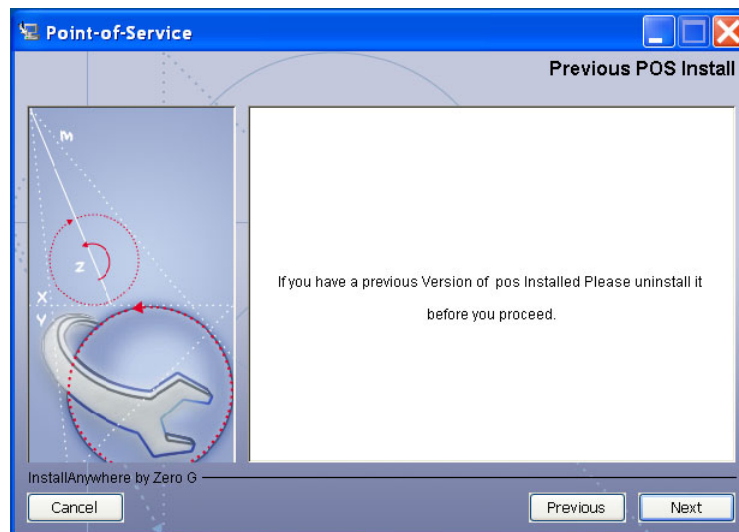 Point-of-Service
Previous POS Install
M
Z
X
Y
If you have a previous Version of pos Installed Please uninstall it
before you proceed.
InstallAnywhere by Zero G
Cancel
Previous
Next